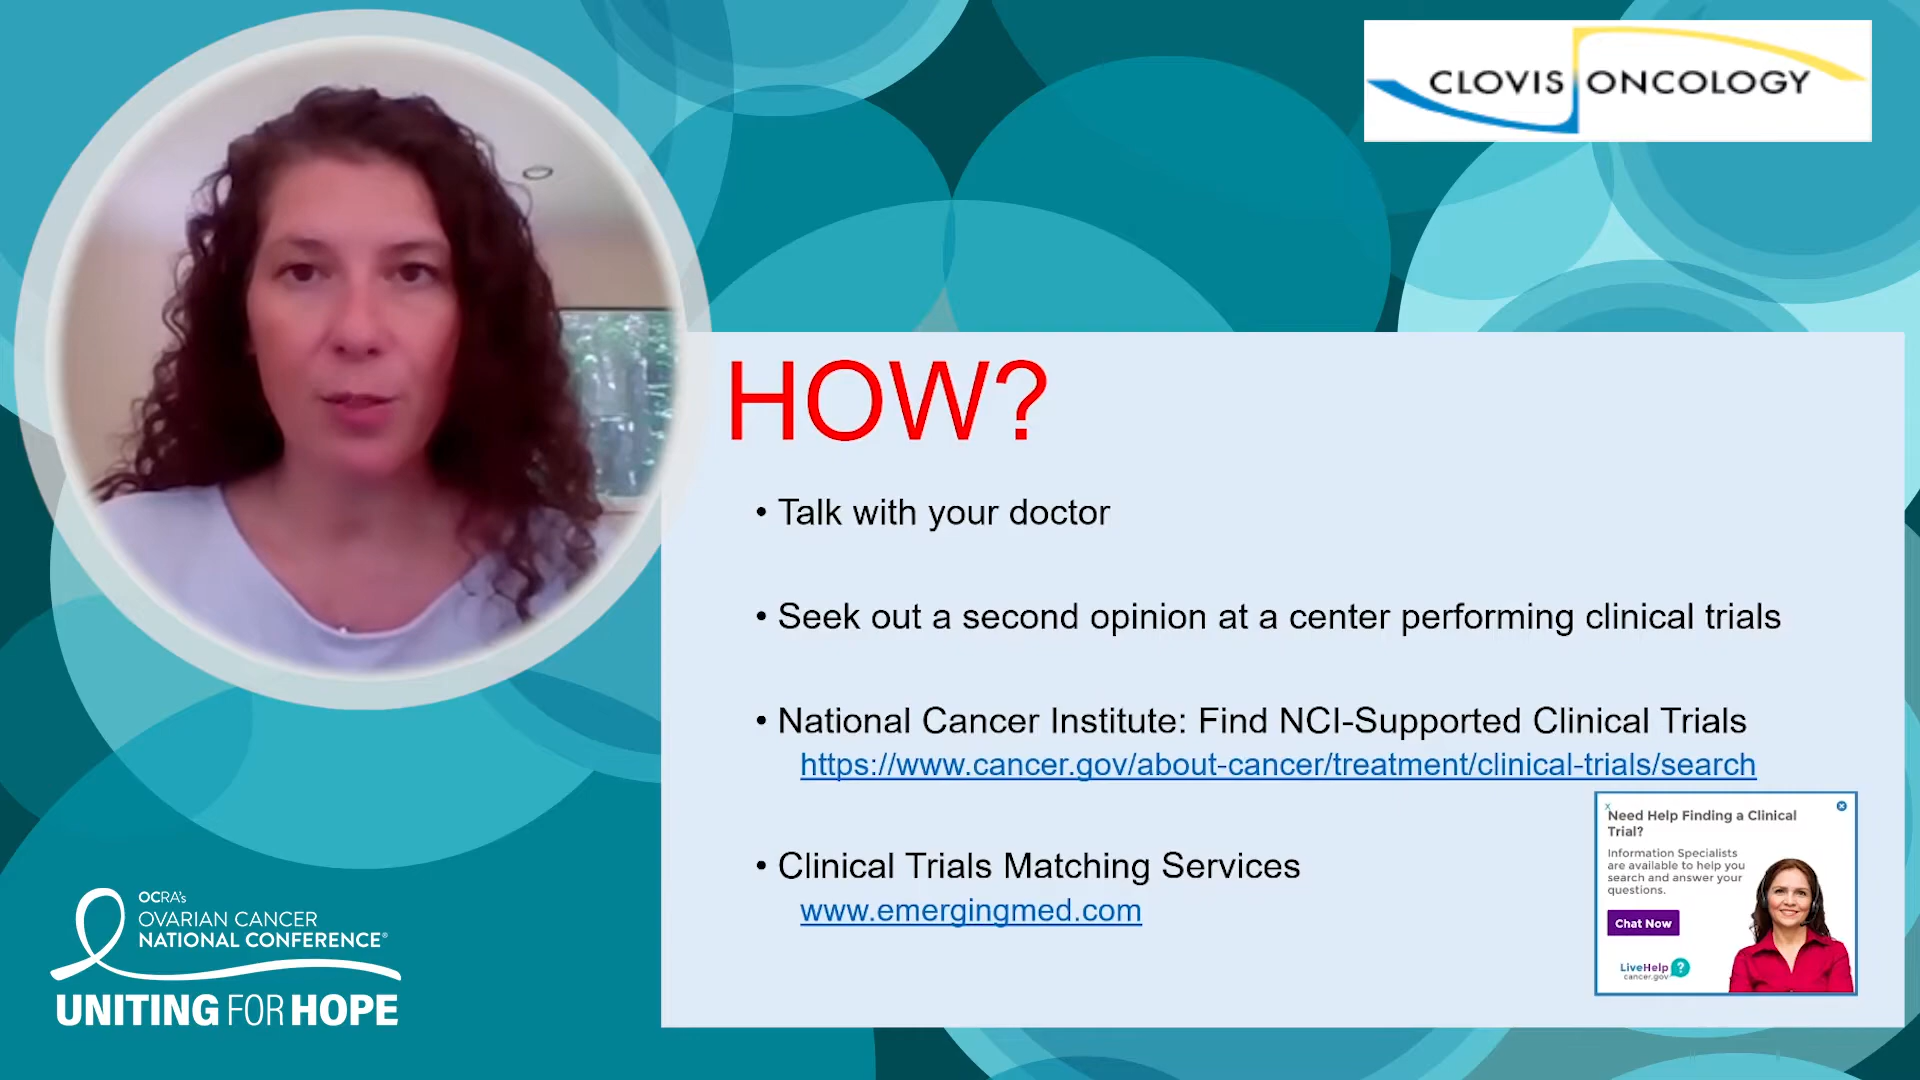 CLOVIS ONCOLOGY
HOW?
• Talk with your doctor
• Seek out a second opinion at a center performing clinical trials
• National Cancer Institute: Find NCI-Supported Clinical Trials
https://www.cancer.gov/about-cancer/treatment/clinical-trials/search
• Clinical Trials Matching Services
www.emergingmed.com
x
Need Help Finding a Clinical
Trial?
Information Specialists
are available to help you
search and answer your
questions.
Chat Now
LiveHelp ?
cancer.gov
OCRA's
OVARIAN CANCER
NATIONAL CONFERENCE®
UNITING FOR HOPE